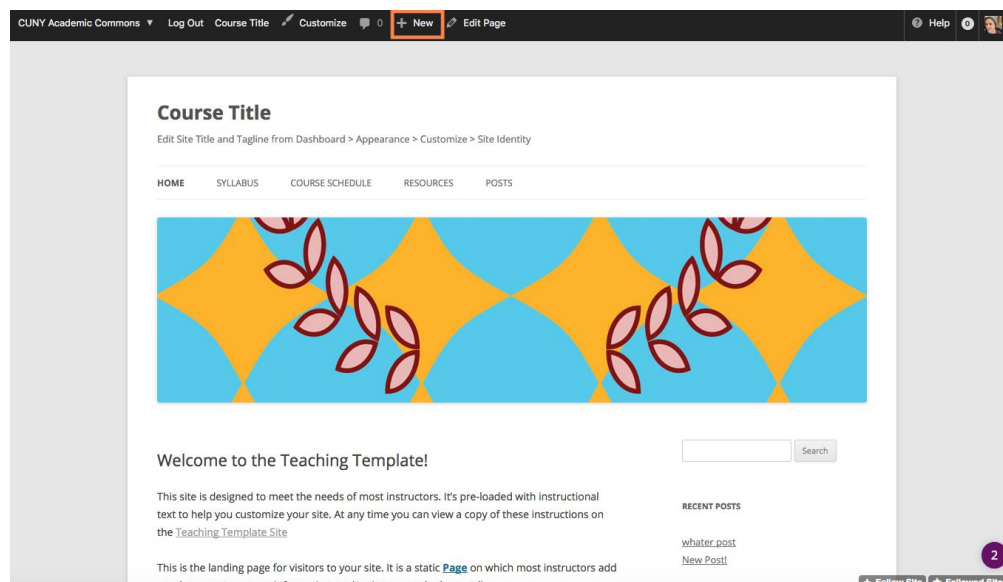 CUNY Academic Commons ▼ Log Out Course Title Customize 0 + New Edit Page Help 0
Course Title
Edit Site Title and Tagline from Dashboard > Appearance > Customize > Site Identity
HOME SYLLABUS COURSE SCHEDULE RESOURCES POSTS
Welcome to the Teaching Template!
This site is designed to meet the needs of most instructors. It's pre-loaded with instructional
text to help you customize your site. At any time you can view a copy of these instructions on
the Teaching Template Site
This is the landing page for visitors to your site. It is a static Page on which most instructors add
Search
RECENT POSTS
whater post
New Post!
2